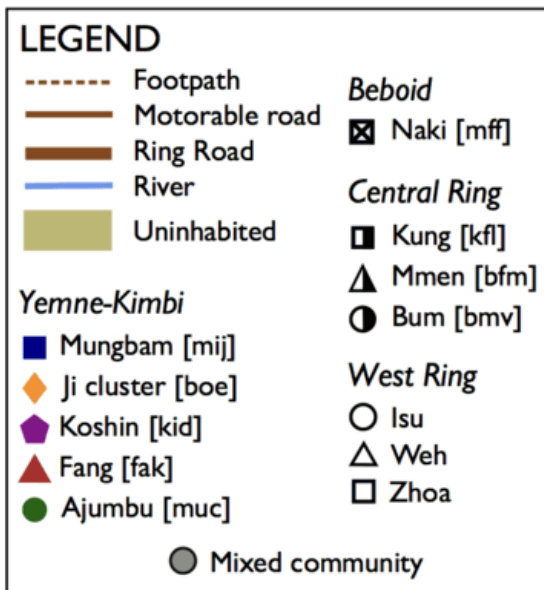 LEGEND
Footpath
Motorable road
Ring Road
River
Uninhabited
Yemne-Kimbi
Mungbam [mij]
Ji cluster [boe]
Koshin [kid]
Fang [fak]
Ajumbu [muc]
Beboid
Naki [mff]
Central Ring
Kung [kfl]
Mmen [bfm]
Bum [bmv]
West Ring
Isu
Weh
Zhoa
Mixed community